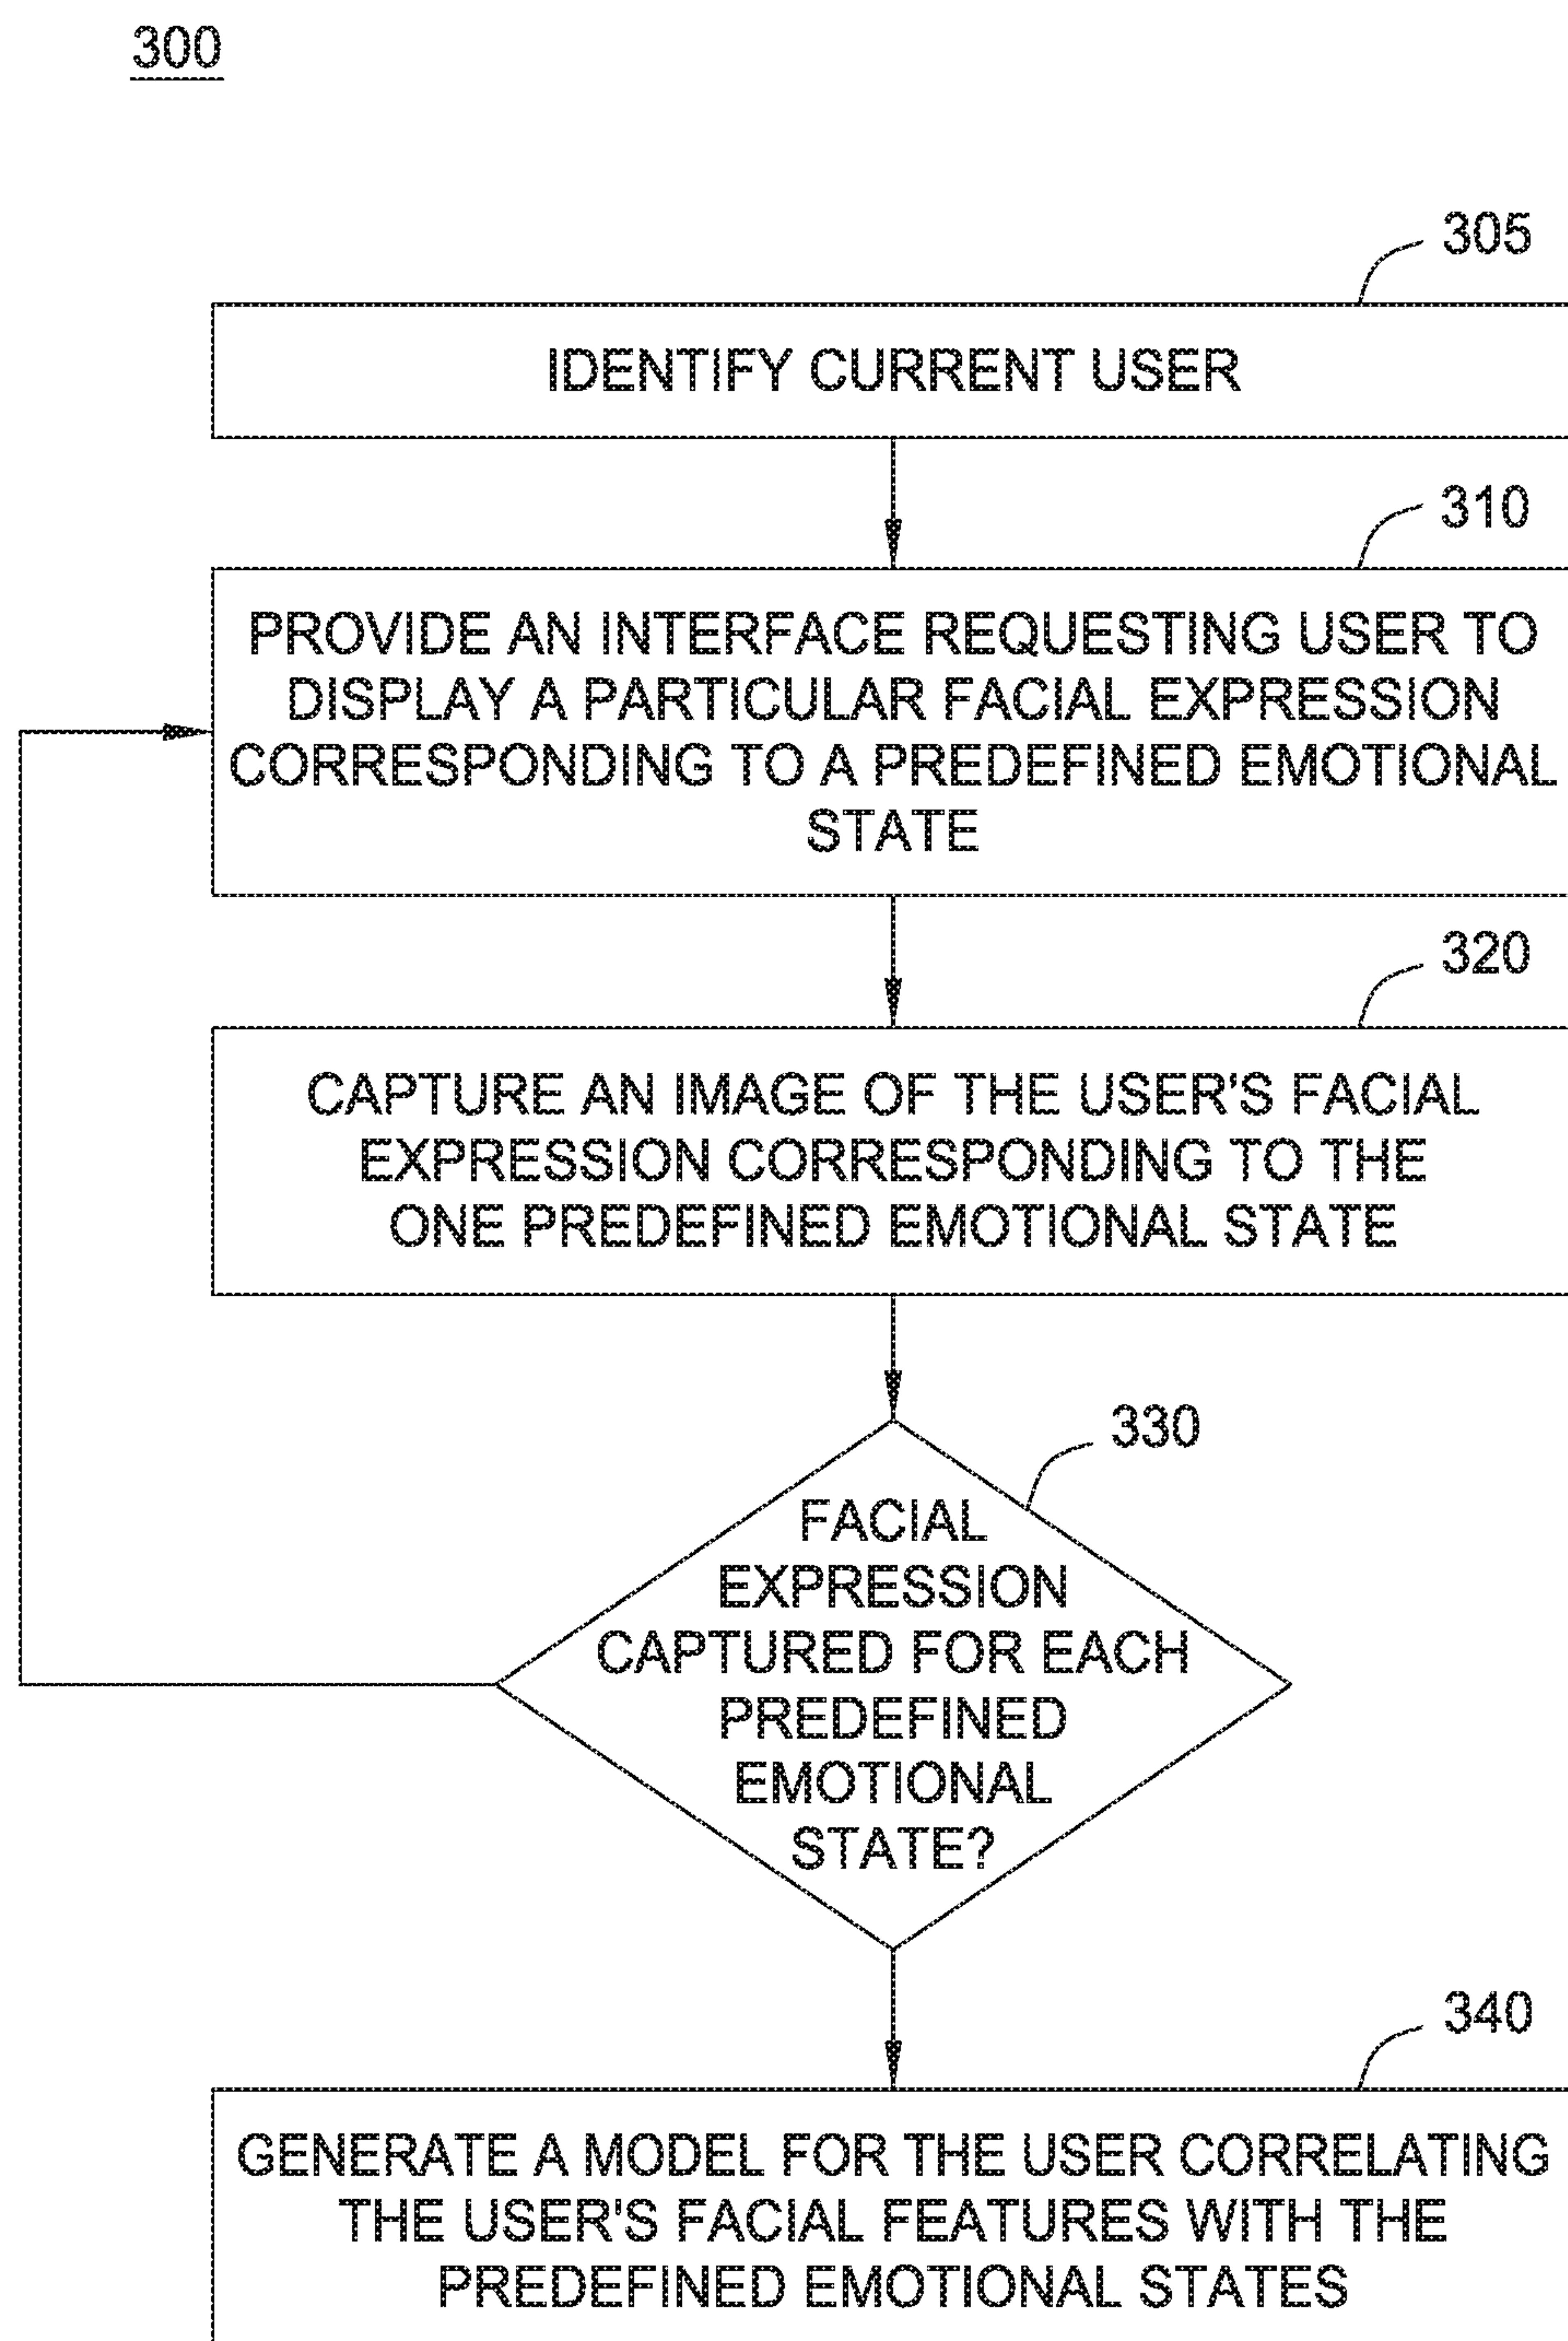 300
305
IDENTIFY CURRENT USER
310
PROVIDE AN INTERFACE REQUESTING USER TO
DISPLAY A PARTICULAR FACIAL EXPRESSION
CORRESPONDING TO A PREDEFINED EMOTIONAL
STATE
320
CAPTURE AN IMAGE OF THE USER'S FACIAL
EXPRESSION CORRESPONDING TO THE
ONE PREDEFINED EMOTIONAL STATE
330
FACIAL
EXPRESSION
CAPTURED FOR EACH
PREDEFINED
EMOTIONAL
STATE?
340
GENERATE A MODEL FOR THE USER CORRELATING
THE USER'S FACIAL FEATURES WITH THE
PREDEFINED EMOTIONAL STATES